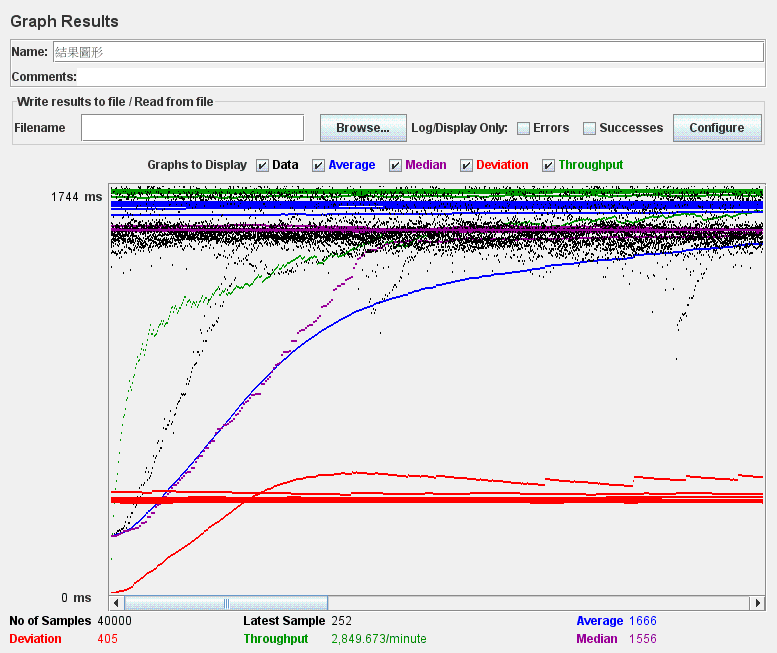 Graph Results
Name: 結果圖形
Comments:
Write results to file / Read from file
Filename Browse... Log/Display Only: Errors Successes Configure
Graphs to Display Data Average Median Deviation Throughput
1744 ms
0 ms
No of Samples 40000 Latest Sample 252 Average 1666
Deviation 405 Throughput 2,849.673/minute Median 1556